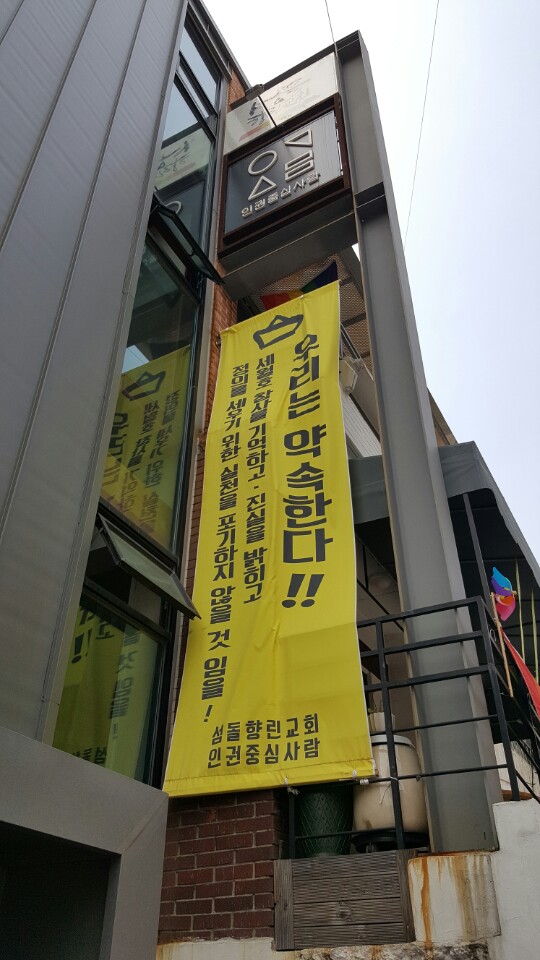 인권중심사람
우리는 약속한다!!
세월호 참사를 기억하고·진실을 밝히고
정의를 세우기 위한 실천을 포기하지 않을 것 임을!
섬돌향린교회
인권중심사람